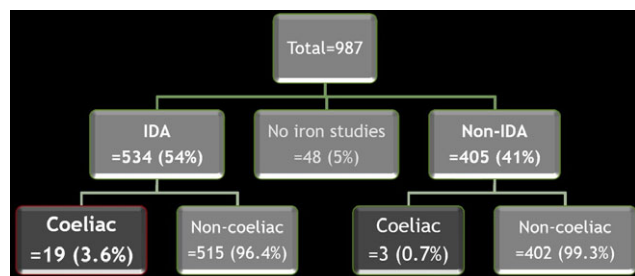 Total=987
IDA
=534 (54%)
No iron studies
=48 (5%)
Non-IDA
=405 (41%)
Coeliac
=19 (3.6%)
Non-coeliac
=515 (96.4%)
Coeliac
=3 (0.7%)
Non-coeliac
=402 (99.3%)